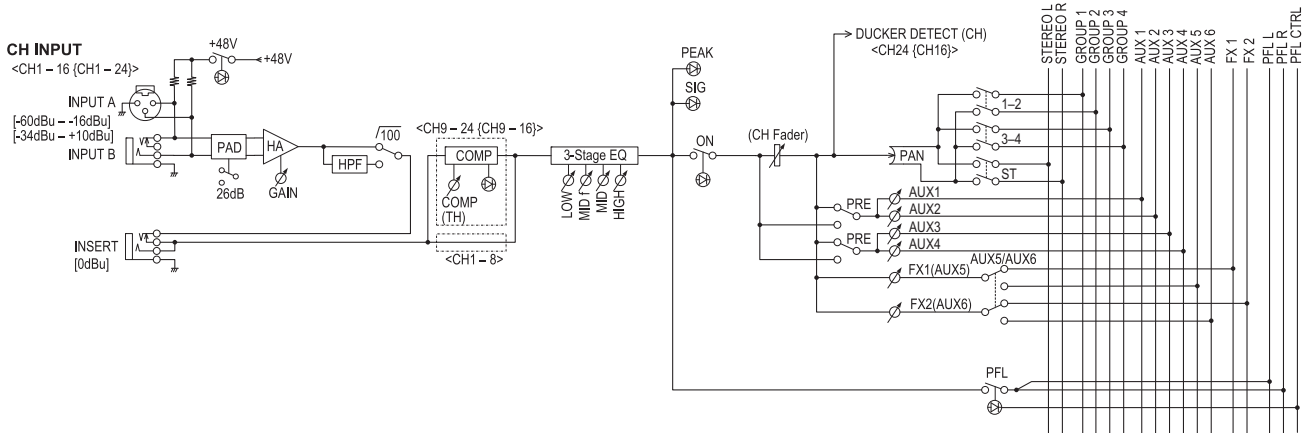 CH INPUT
<CH1 – 16 {CH1 – 24}>
+48V
+48V
INPUT A
[-60dBu – -16dBu]
[-34dBu – +10dBu]
INPUT B
PAD
26dB
HA
GAIN
/100
HPF
INSERT
[0dBu]
<CH9 – 24 {CH9 – 16}>
COMP
COMP
(TH)
<CH1 – 8>
3-Stage EQ
LOW
MID f
MID
HIGH
PEAK
SIG
ON
(CH Fader)
DUCKER DETECT (CH)
<CH24 {CH16}>
PAN
1–2
3–4
ST
PRE
AUX1
AUX2
PRE
AUX3
AUX4
AUX5/AUX6
FX1(AUX5)
FX2(AUX6)
PFL
STEREO L
STEREO R
GROUP 1
GROUP 2
GROUP 3
GROUP 4
AUX 1
AUX 2
AUX 3
AUX 4
AUX 5
AUX 6
FX 1
FX 2
PFL L
PFL R
PFL CTRL